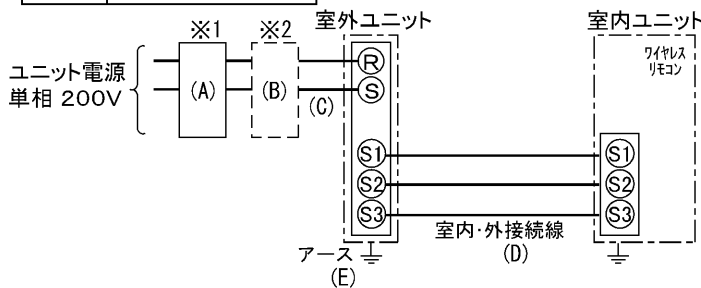 ※1
※2
室外ユニット
室内ユニット
ユニット電源
単相 200V
(A)
(B)
(C)
R
S
ワイヤレス
リモコン
S1
S2
S3
S1
S2
S3
室内・外接続線
(D)
アース
(E)